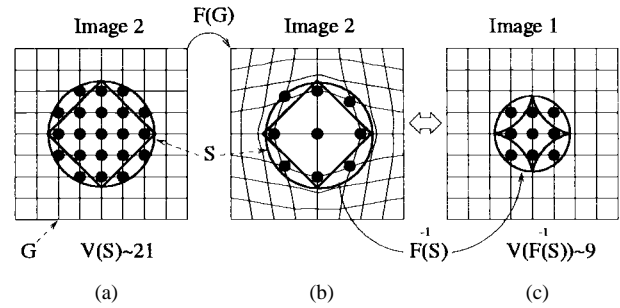 F(G)
Image 2 Image 2 Image 1
S
G V(S)~21 -1 F(S) -1 V(F(S))~9
(a) (b) (c)